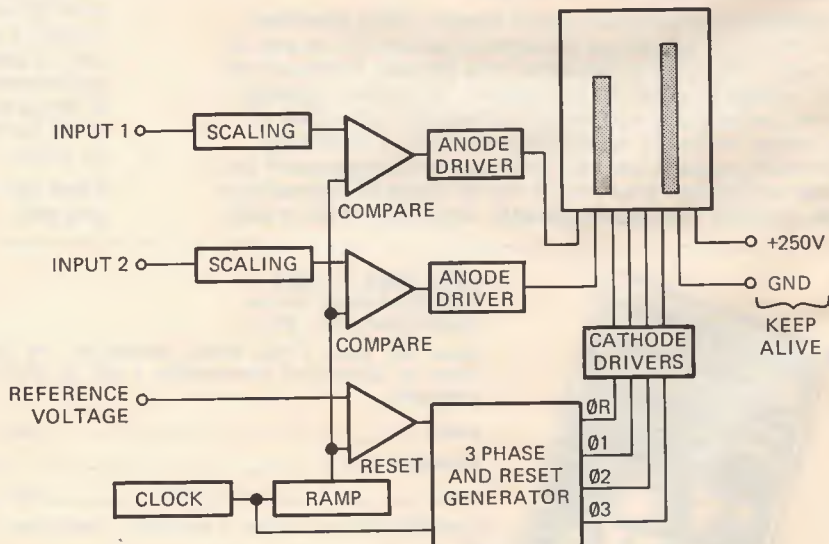 INPUT 1
SCALING
ANODE
DRIVER
COMPARE
INPUT 2
SCALING
ANODE
DRIVER
COMPARE
+250V
GND
KEEP
ALIVE
CATHODE
DRIVERS
REFERENCE
VOLTAGE
RESET
3 PHASE
AND RESET
GENERATOR
ØR
Ø1
Ø2
Ø3
CLOCK
RAMP